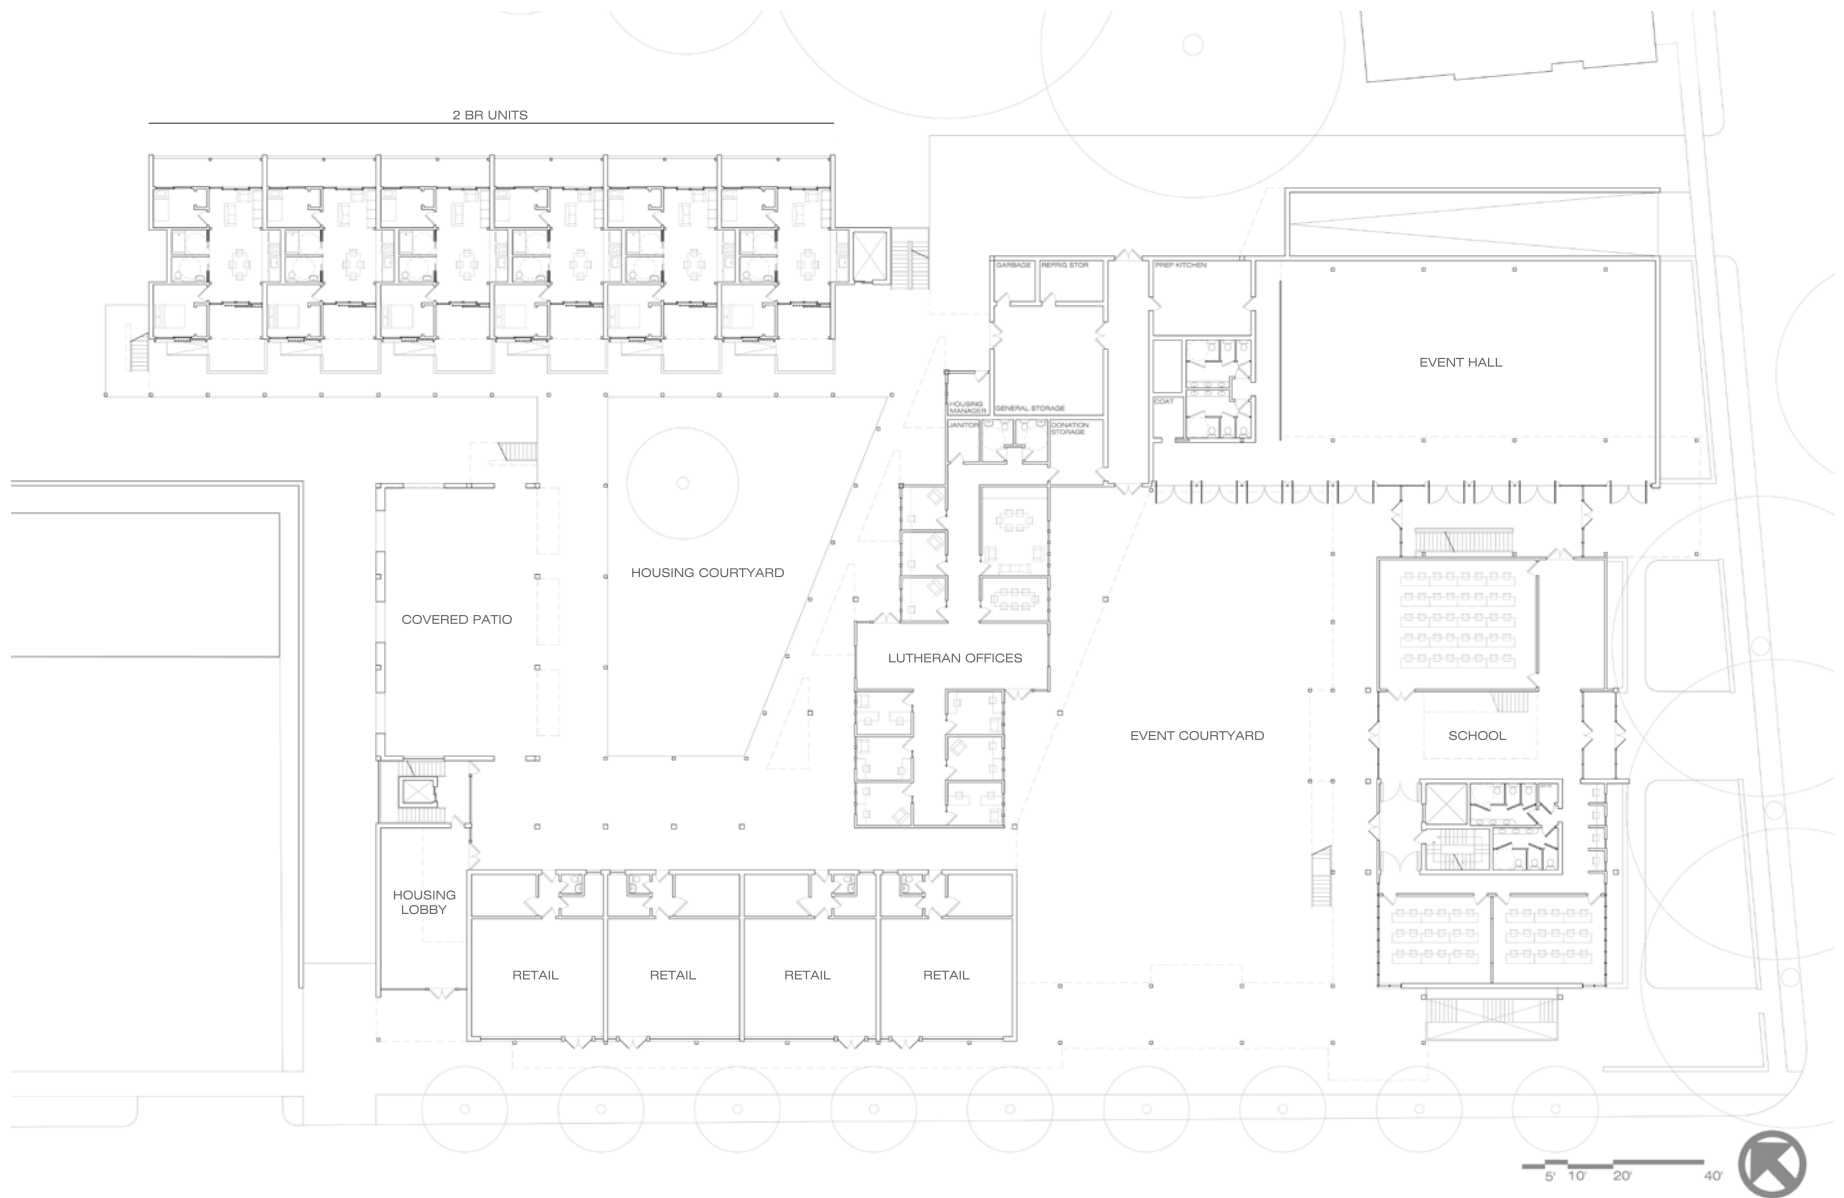 2 BR UNITS
GARBAGE
REFRIG STOR
PREP KITCHEN
EVENT HALL
HOUSING
MANAGER
GENERAL STORAGE
COAT
JANITOR
DONATION
STORAGE
HOUSING COURTYARD
COVERED PATIO
LUTHERAN OFFICES
EVENT COURTYARD
SCHOOL
HOUSING
LOBBY
RETAIL
RETAIL
RETAIL
RETAIL
5'
10'
20'
40'